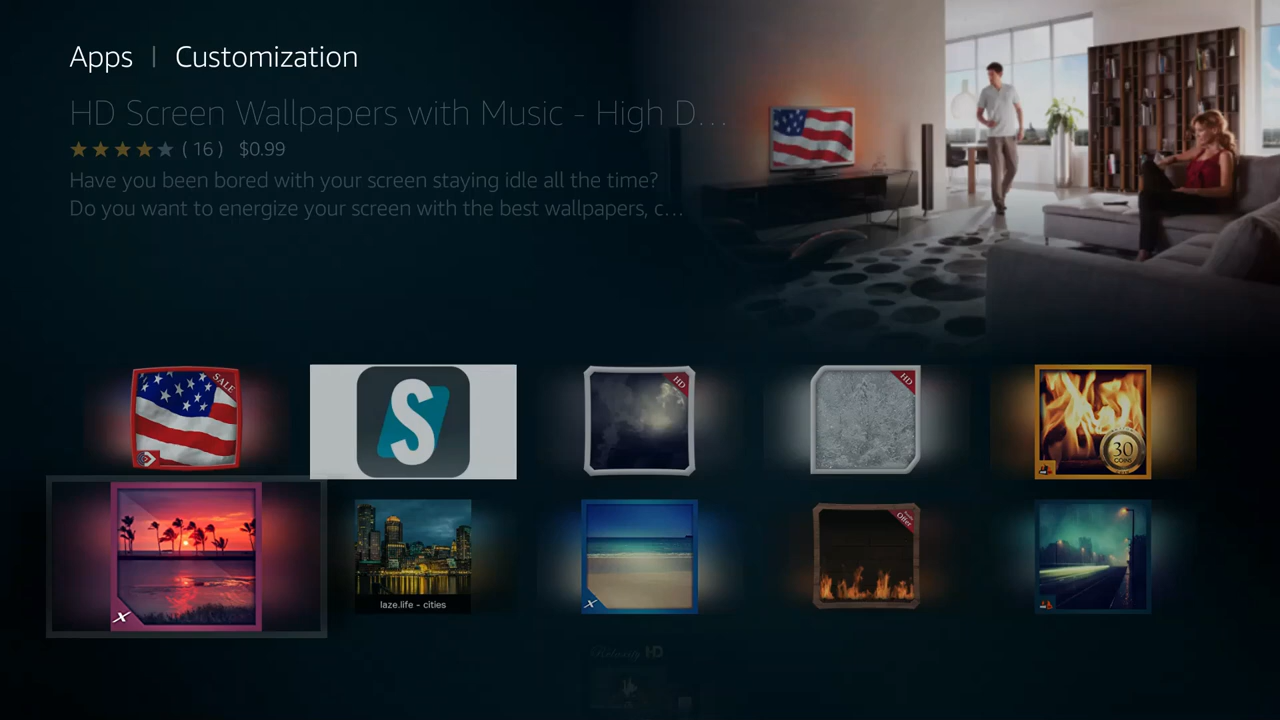 Apps | Customization
HD Screen Wallpapers with Music - High D...
( 16 ) $0.99
Have you been bored with your screen staying idle all the time?
Do you want to energize your screen with the best wallpapers, c...
SALE
S
HD
HD
30
COINS
laze.life - cities
Offer
HD